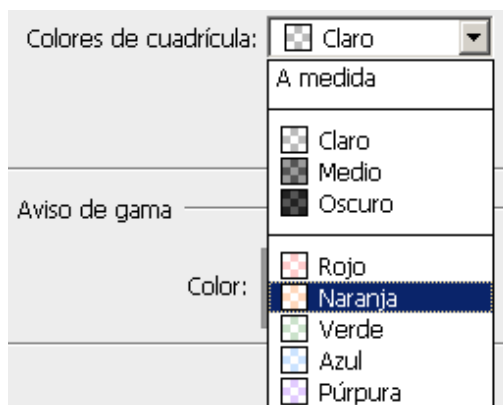 Colores de cuadrícula: Claro
A medida
Claro
Medio
Oscuro
Aviso de gama
Rojo
Color:
Naranja
Verde
Azul
Púrpura